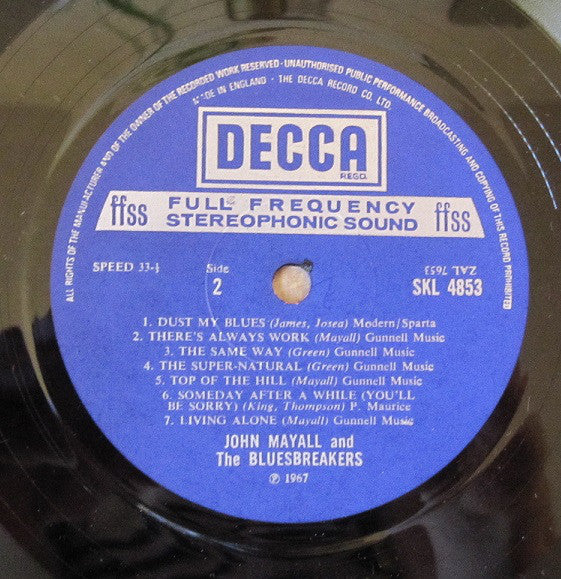 ALL RIGHTS OF THE MANUFACTURER AND OF THE OWNER OF THE RECORDED WORK RESERVED · UNAUTHORISED PUBLIC PERFORMANCE BROADCASTING AND COPYING OF THIS RECORD PROHIBITED
MADE IN ENGLAND · THE DECCA RECORD CO. LTD.
DECCA
REGD.
ffss FULL FREQUENCY STEREOPHONIC SOUND ffss
SPEED 33⅓
Side
2
ZAL 7653
SKL 4853
1. DUST MY BLUES (James, Josea) Modern/Sparta
2. THERE'S ALWAYS WORK (Mayall) Gunnell Music
3. THE SAME WAY (Green) Gunnell Music
4. THE SUPER-NATURAL (Green) Gunnell Music
5. TOP OF THE HILL (Mayall) Gunnell Music
6. SOMEDAY AFTER A WHILE (YOU'LL
BE SORRY) (King, Thompson) P. Maurice
7. LIVING ALONE (Mayall) Gunnell Music
JOHN MAYALL and
The BLUESBREAKERS
℗ 1967